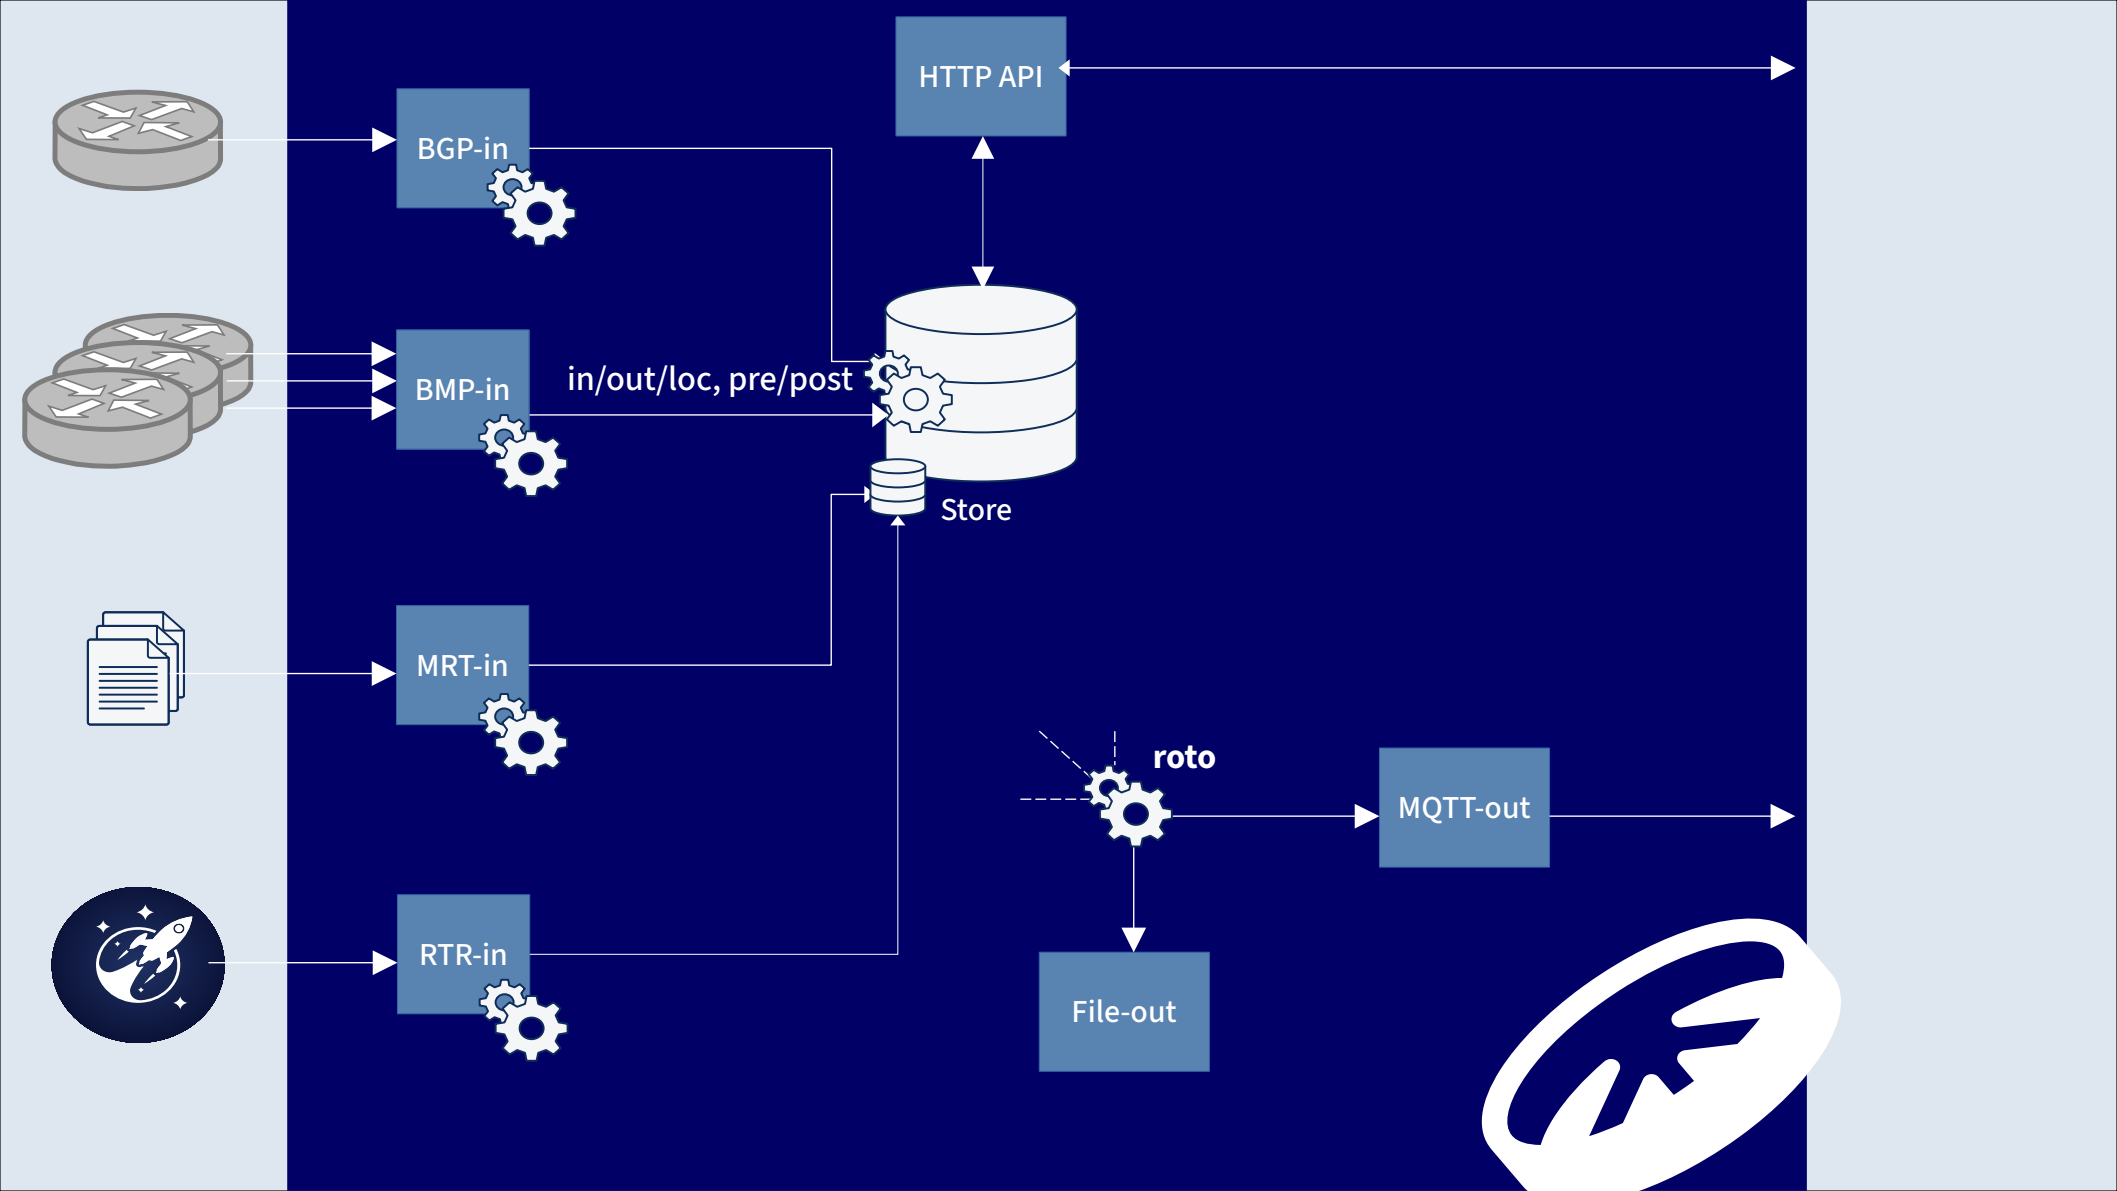 HTTP API
BGP-in
BMP-in
in/out/loc, pre/post
Store
MRT-in
roto
MQTT-out
RTR-in
File-out